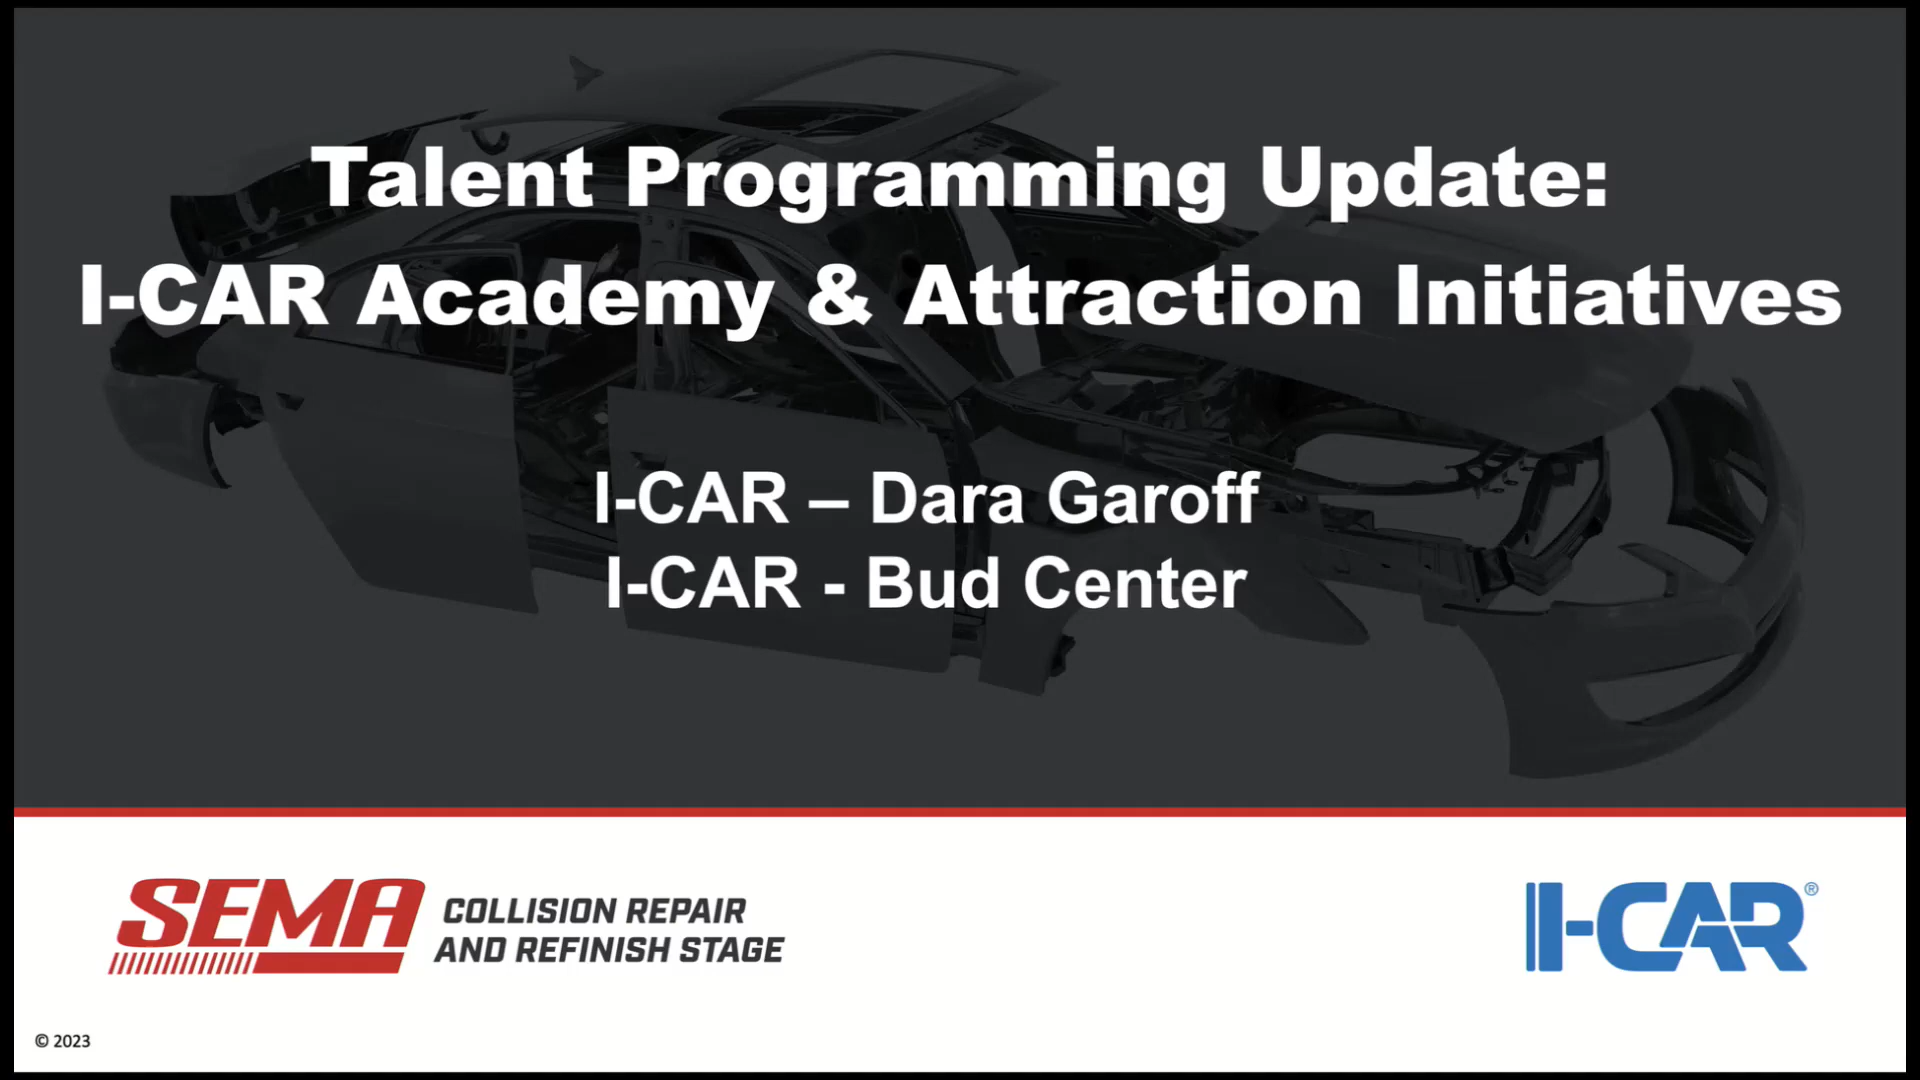 Talent Programming Update:
I-CAR Academy & Attraction Initiatives
I-CAR – Dara Garoff
I-CAR - Bud Center
SEMA COLLISION REPAIR
AND REFINISH STAGE
I-CAR®
© 2023